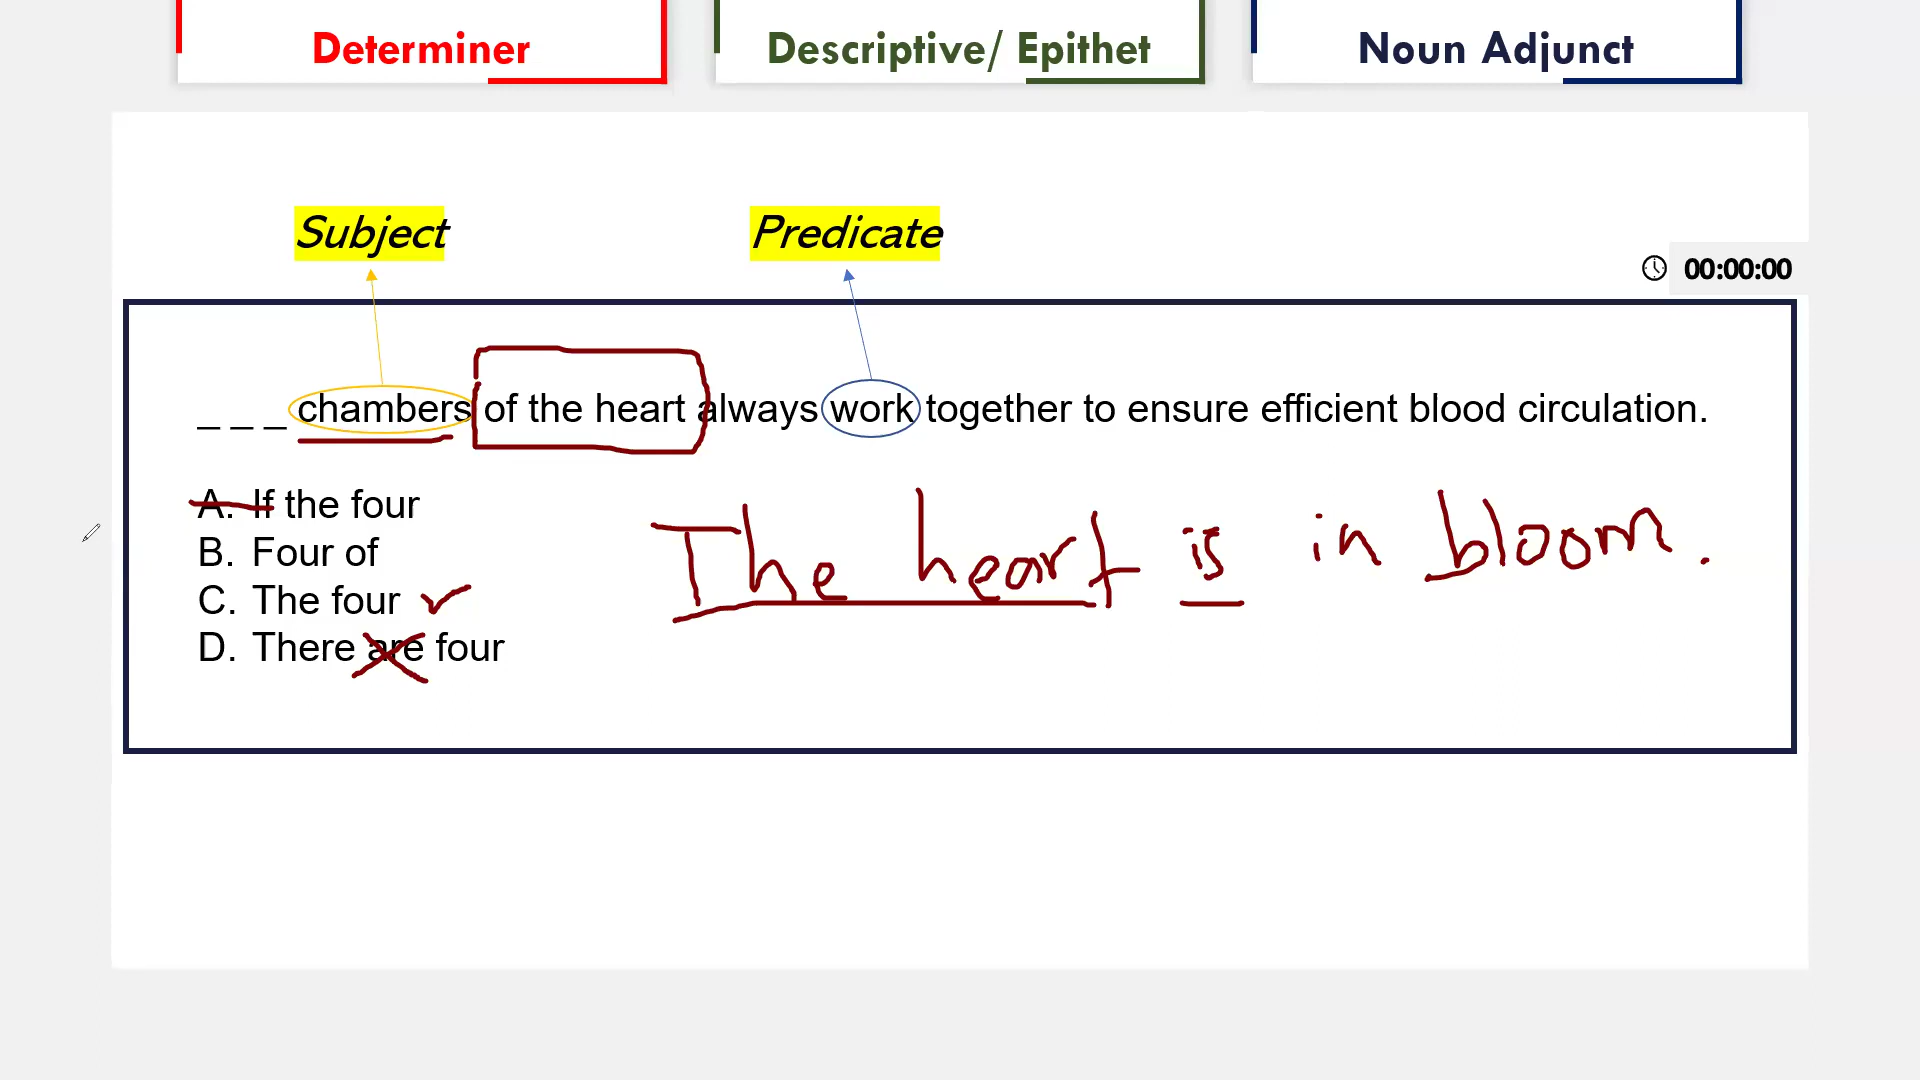 Determiner
Descriptive/ Epithet
Noun Adjunct
Subject
Predicate
00:00:00
_ _ _ chambers of the heart always work together to ensure efficient blood circulation.
A. If the four
B. Four of
C. The four
D. There are four
The heart is in bloom.